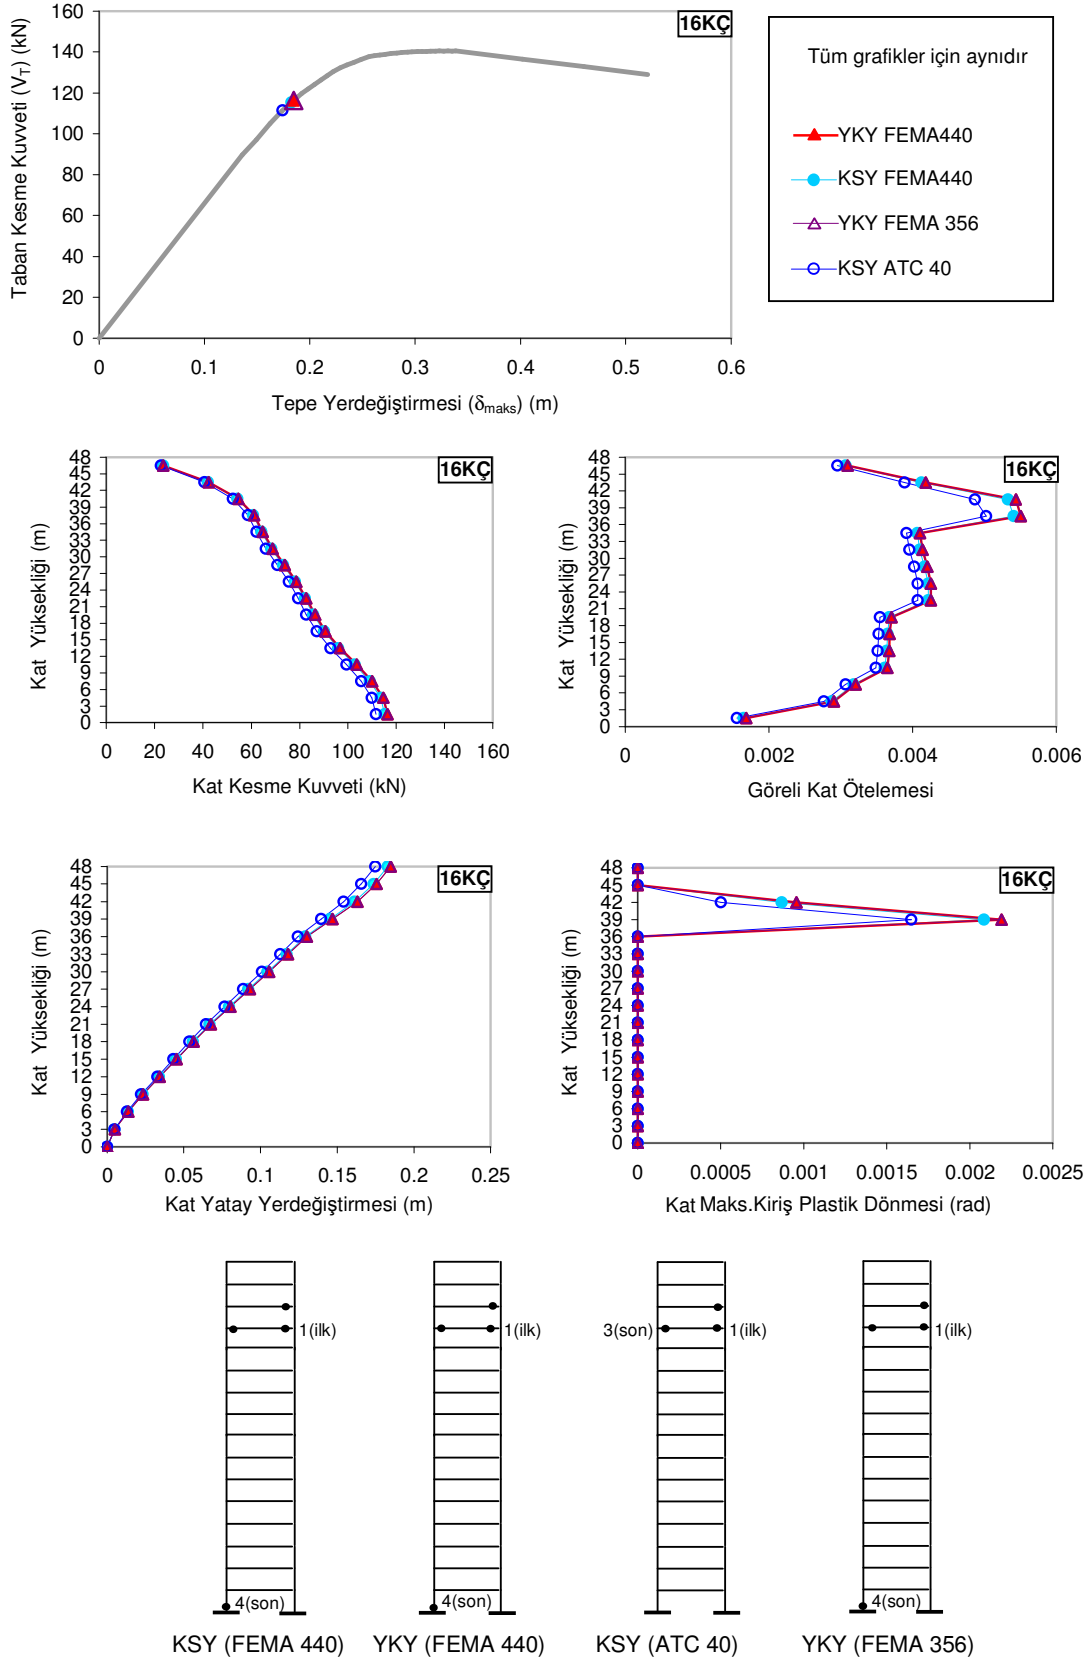 160
140
120
100
80
60
40
20
0
Taban Kesme Kuvveti (VT) (kN)
16KÇ
0 0.1 0.2 0.3 0.4 0.5 0.6
Tepe Yerdeğiştirmesi (δmaks) (m)
Tüm grafikler için aynıdır
YKY FEMA440
KSY FEMA440
YKY FEMA 356
KSY ATC 40
48
45
42
39
36
33
30
27
24
21
18
15
12
9
6
3
0
Kat Yüksekliği (m)
16KÇ
0 20 40 60 80 100 120 140 160
Kat Kesme Kuvveti (kN)
48
45
42
39
36
33
30
27
24
21
18
15
12
9
6
3
0
Kat Yüksekliği (m)
16KÇ
0 0.002 0.004 0.006
Göreli Kat Ötelemesi
48
45
42
39
36
33
30
27
24
21
18
15
12
9
6
3
0
Kat Yüksekliği (m)
16KÇ
0 0.05 0.1 0.15 0.2 0.25
Kat Yatay Yerdeğiştirmesi (m)
48
45
42
39
36
33
30
27
24
21
18
15
12
9
6
3
0
Kat Yüksekliği (m)
16KÇ
0 0.0005 0.001 0.0015 0.002 0.0025
Kat Maks.Kiriş Plastik Dönmesi (rad)
1(ilk)
4(son)
KSY (FEMA 440)
1(ilk)
4(son)
YKY (FEMA 440)
3(son)
1(ilk)
KSY (ATC 40)
1(ilk)
4(son)
YKY (FEMA 356)